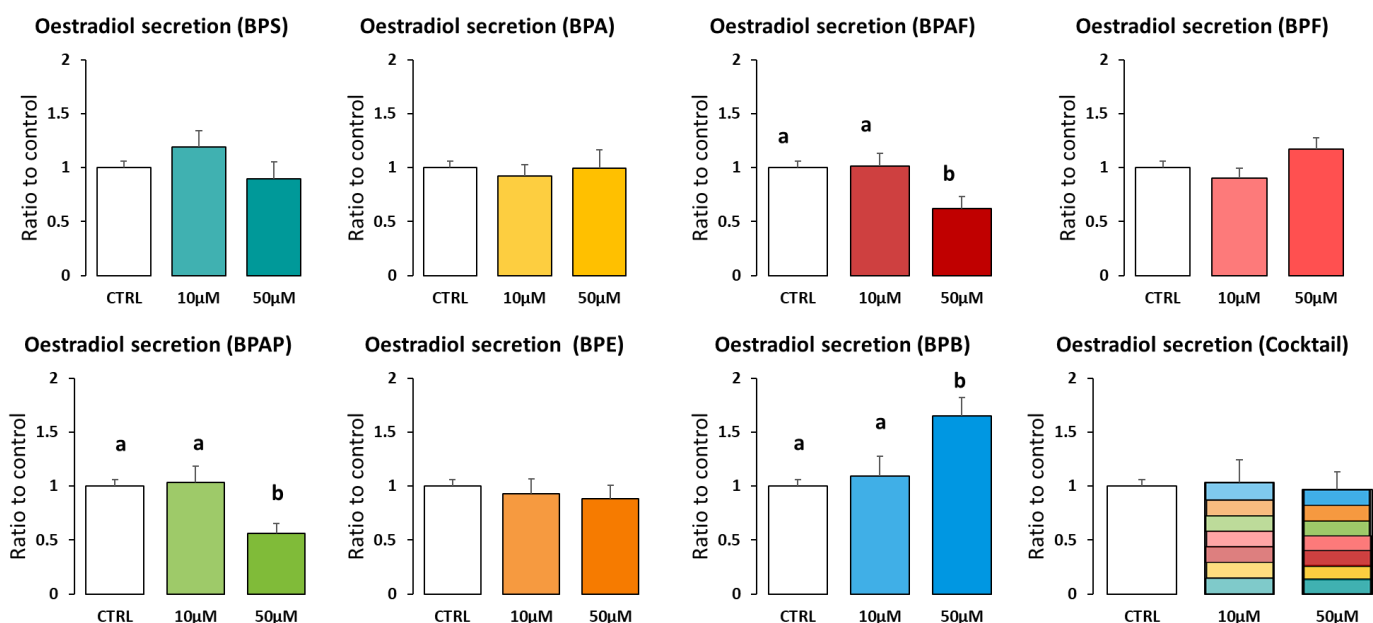 Oestradiol secretion (BPS)
Ratio to control
2
1.5
1
0.5
0
CTRL 10µM 50µM
Oestradiol secretion (BPA)
Ratio to control
2
1.5
1
0.5
0
CTRL 10µM 50µM
Oestradiol secretion (BPAF)
Ratio to control
2
1.5
1
0.5
0
a a b
CTRL 10µM 50µM
Oestradiol secretion (BPF)
Ratio to control
2
1.5
1
0.5
0
CTRL 10µM 50µM
Oestradiol secretion (BPAP)
Ratio to control
2
1.5
1
0.5
0
a a b
CTRL 10µM 50µM
Oestradiol secretion (BPE)
Ratio to control
2
1.5
1
0.5
0
CTRL 10µM 50µM
Oestradiol secretion (BPB)
Ratio to control
2
1.5
1
0.5
0
a a b
CTRL 10µM 50µM
Oestradiol secretion (Cocktail)
Ratio to control
2
1.5
1
0.5
0
CTRL 10µM 50µM